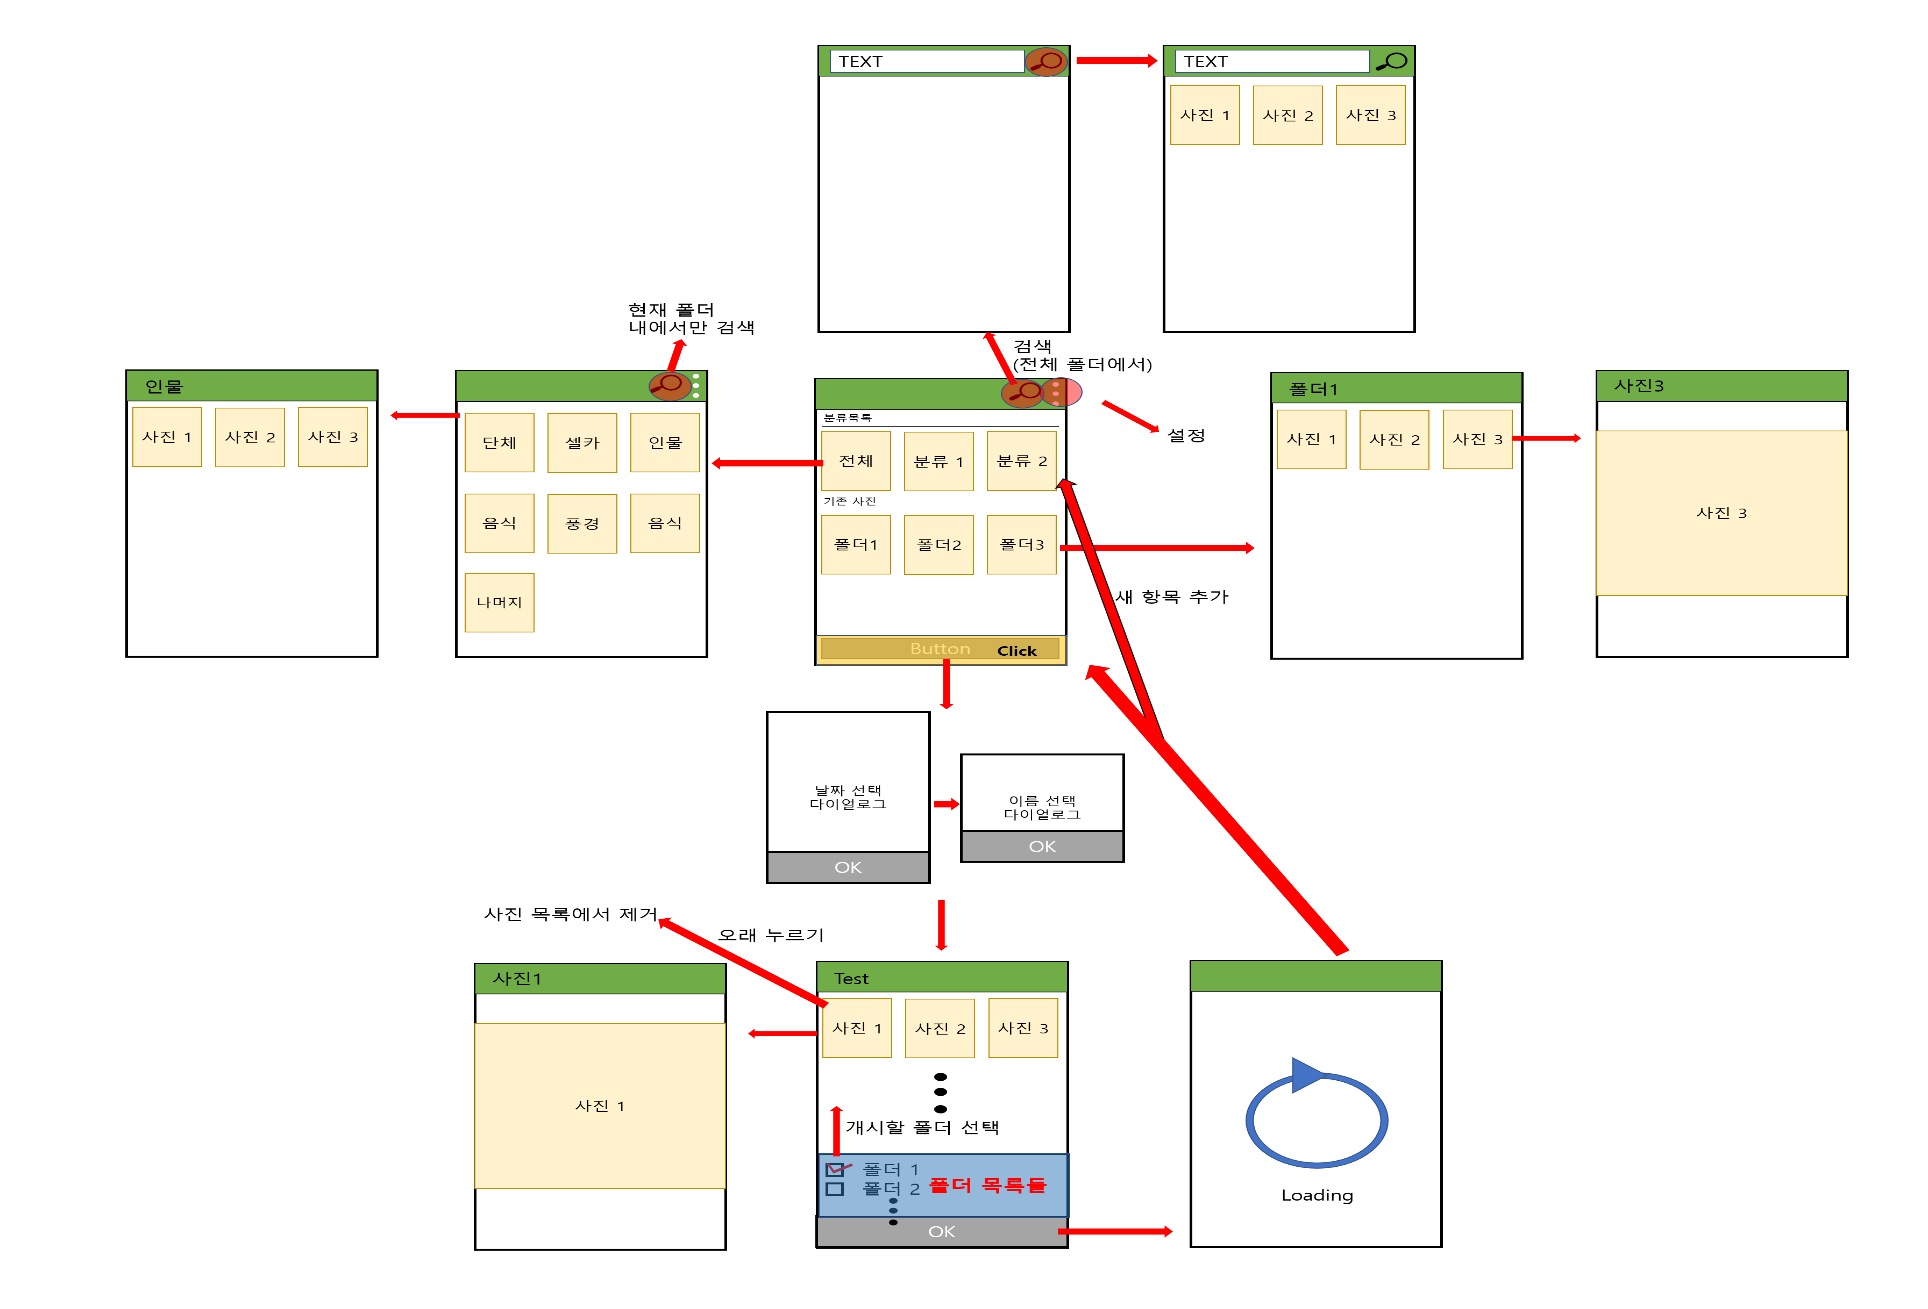 TEXT
TEXT
사진 1
사진 2
사진 3
현재 폴더
내에서만 검색
검색
(전체 폴더에서)
인물
사진 1
사진 2
사진 3
단체
셀카
인물
음식
풍경
음식
나머지
분류목록
전체
분류 1
분류 2
기존 사진
폴더1
폴더2
폴더3
Button
Click
설정
폴더1
사진 1
사진 2
사진 3
사진3
사진 3
새 항목 추가
날짜 선택
다이얼로그
OK
이름 선택
다이얼로그
OK
사진 목록에서 제거
오래 누르기
사진1
사진 1
Test
사진 1
사진 2
사진 3
개시할 폴더 선택
폴더 1
폴더 2
폴더 목록들
OK
Loading